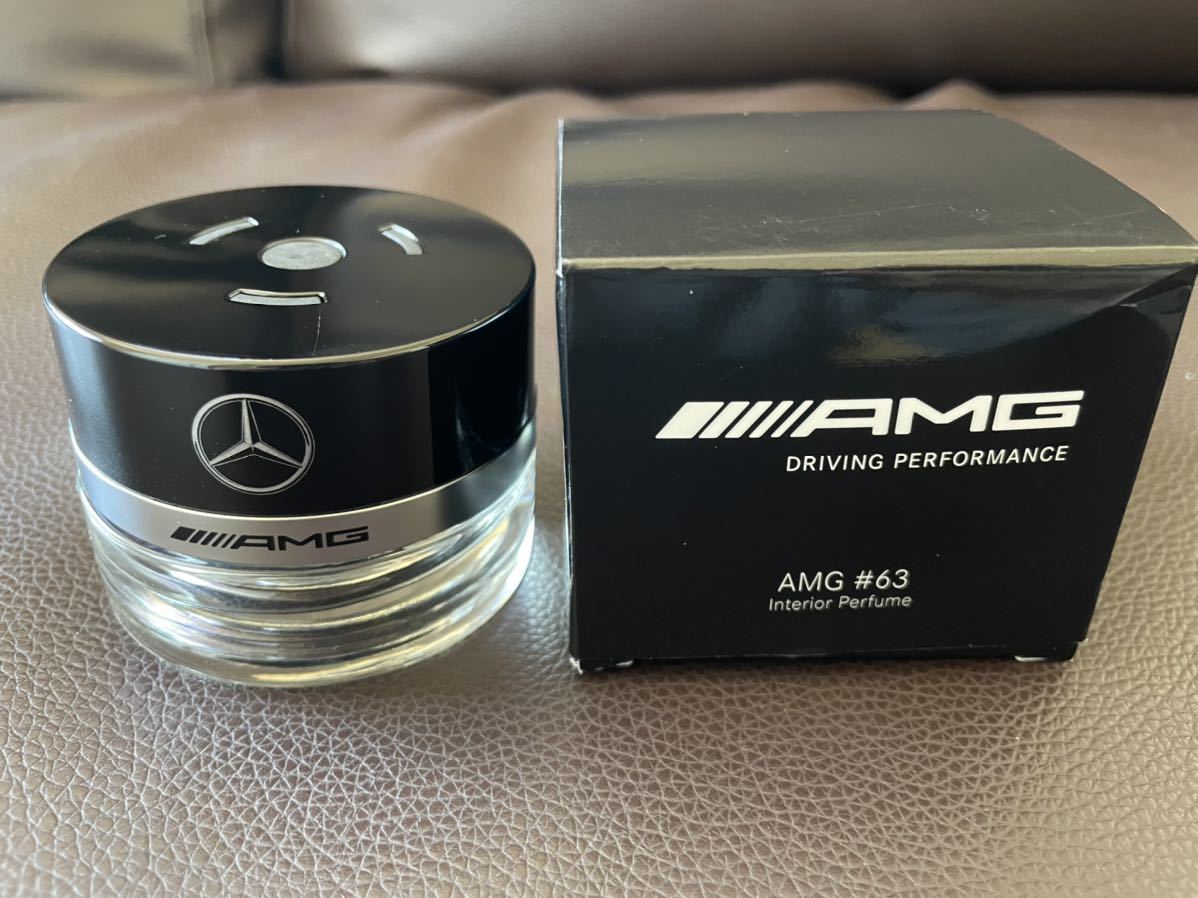 AMG
AMG
DRIVING PERFORMANCE
AMG #63
Interior Perfume